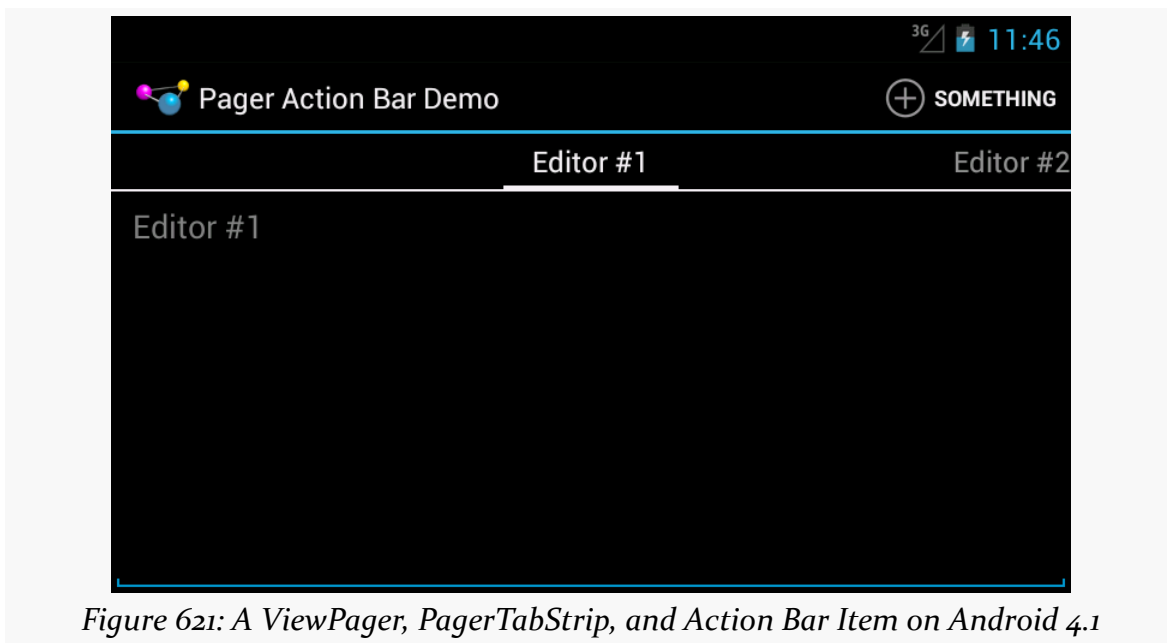 3G 11:46
Pager Action Bar Demo SOMETHING
Editor #1 Editor #2
Editor #1
Figure 621: A ViewPager, PagerTabStrip, and Action Bar Item on Android 4.1